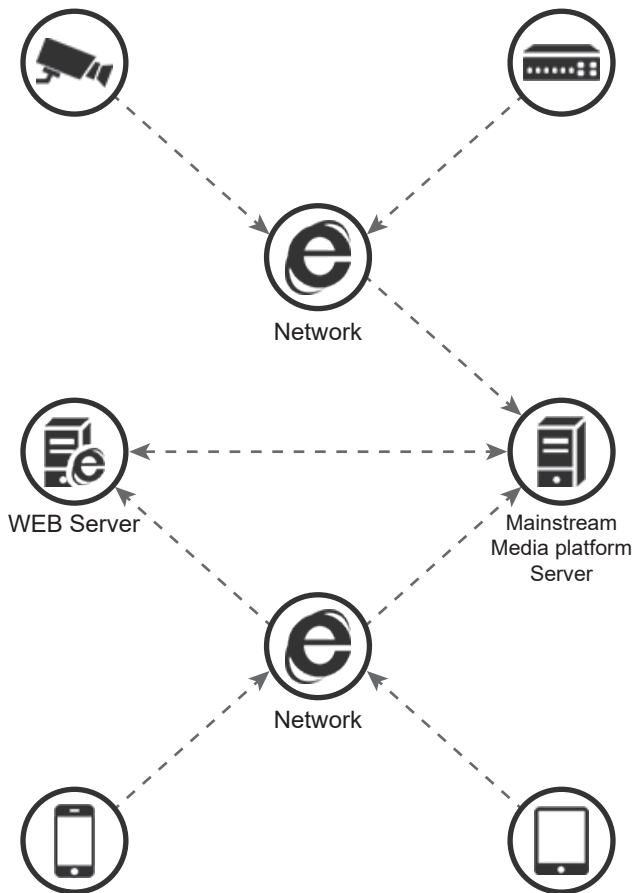 Network
WEB Server
Mainstream
Media platform
Server
Network